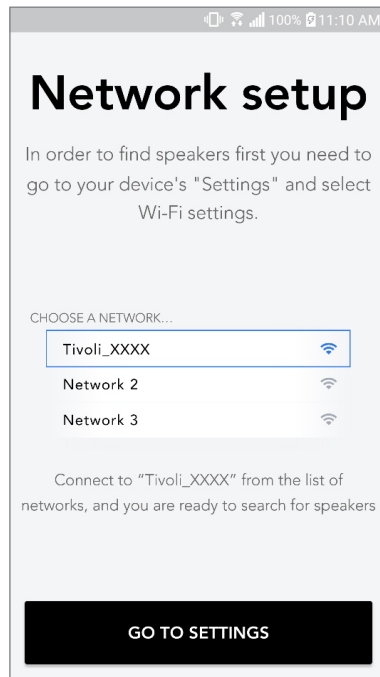 100% 11:10 AM
Network setup
In order to find speakers first you need to
go to your device's "Settings" and select
Wi-Fi settings.
CHOOSE A NETWORK...
Tivoli_XXXX
Network 2
Network 3
Connect to “Tivoli_XXXX” from the list of
networks, and you are ready to search for speakers
GO TO SETTINGS